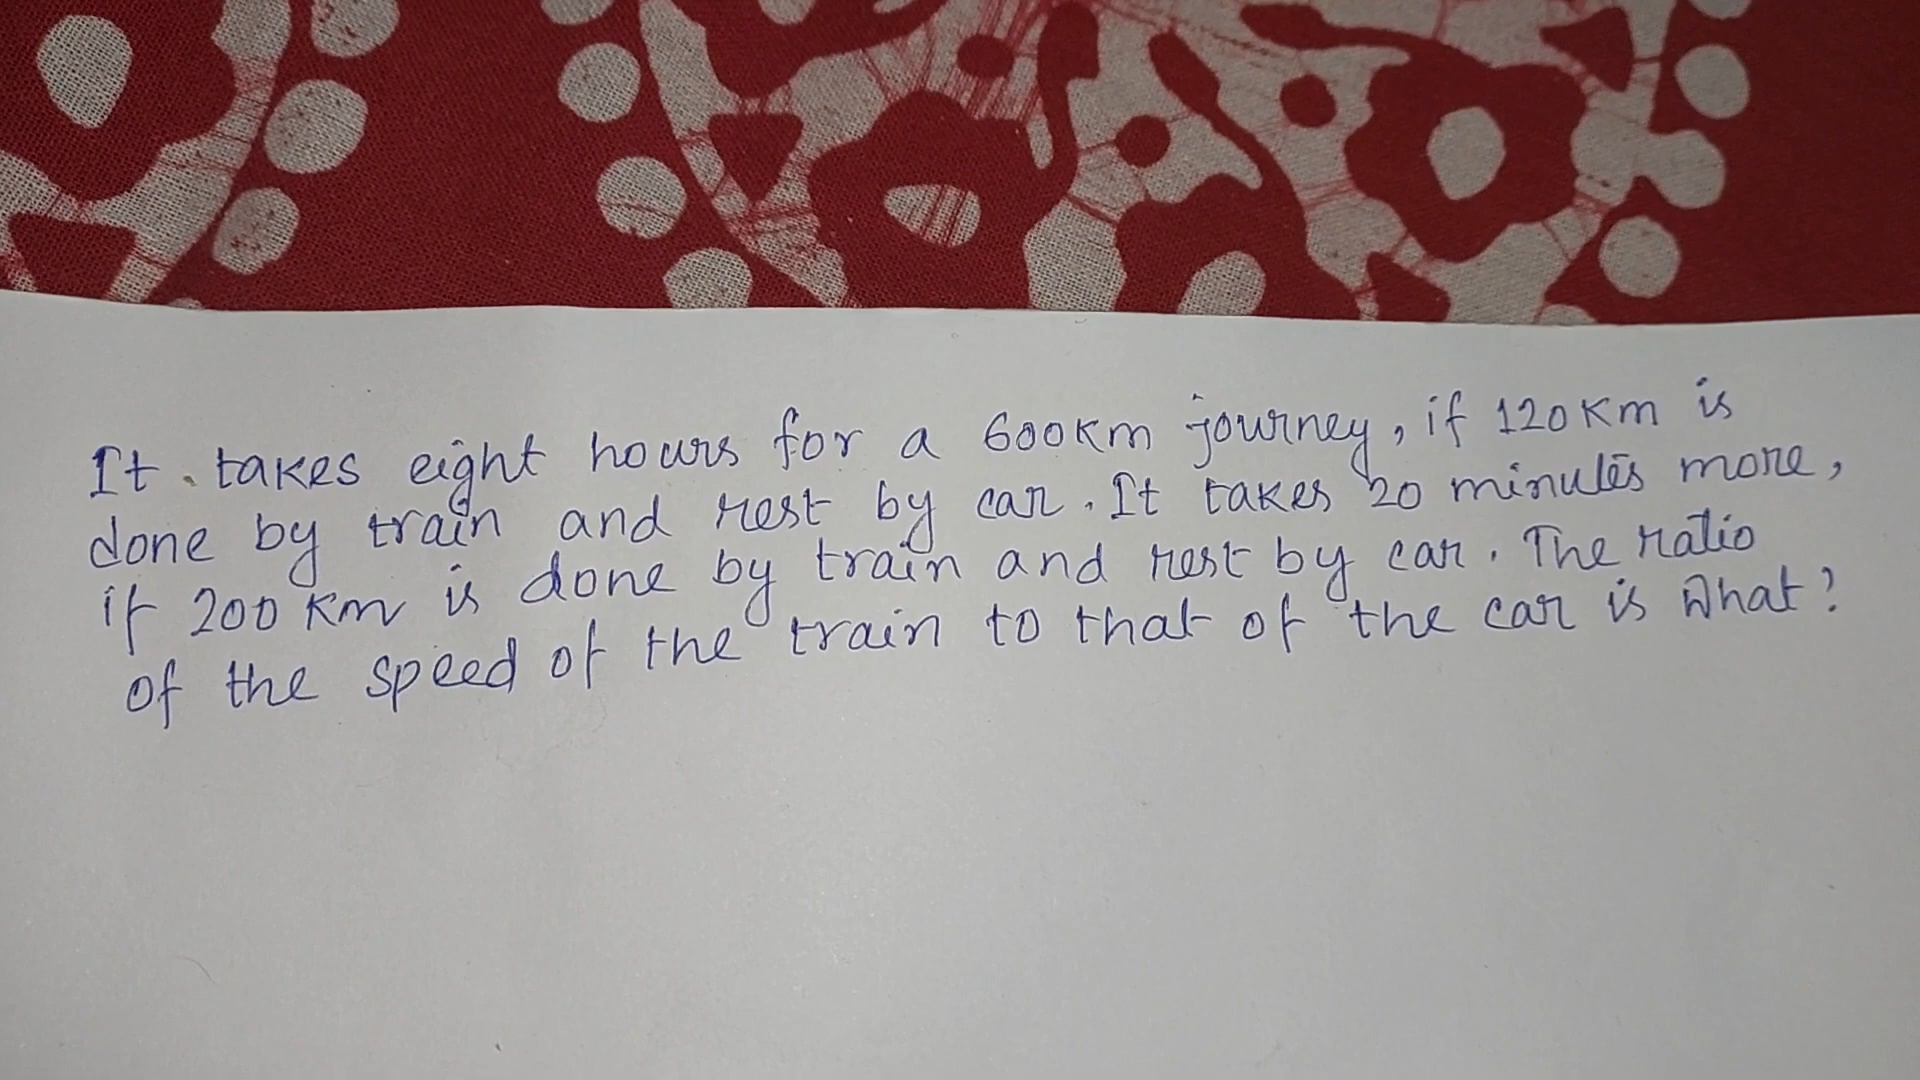 It takes eight hours for a 600km journey, if 120km is
done by train and rest by car. It takes 20 minutes more,
if 200 km is done by train and rest by car. The ratio
of the speed of the train to that of the car is What?